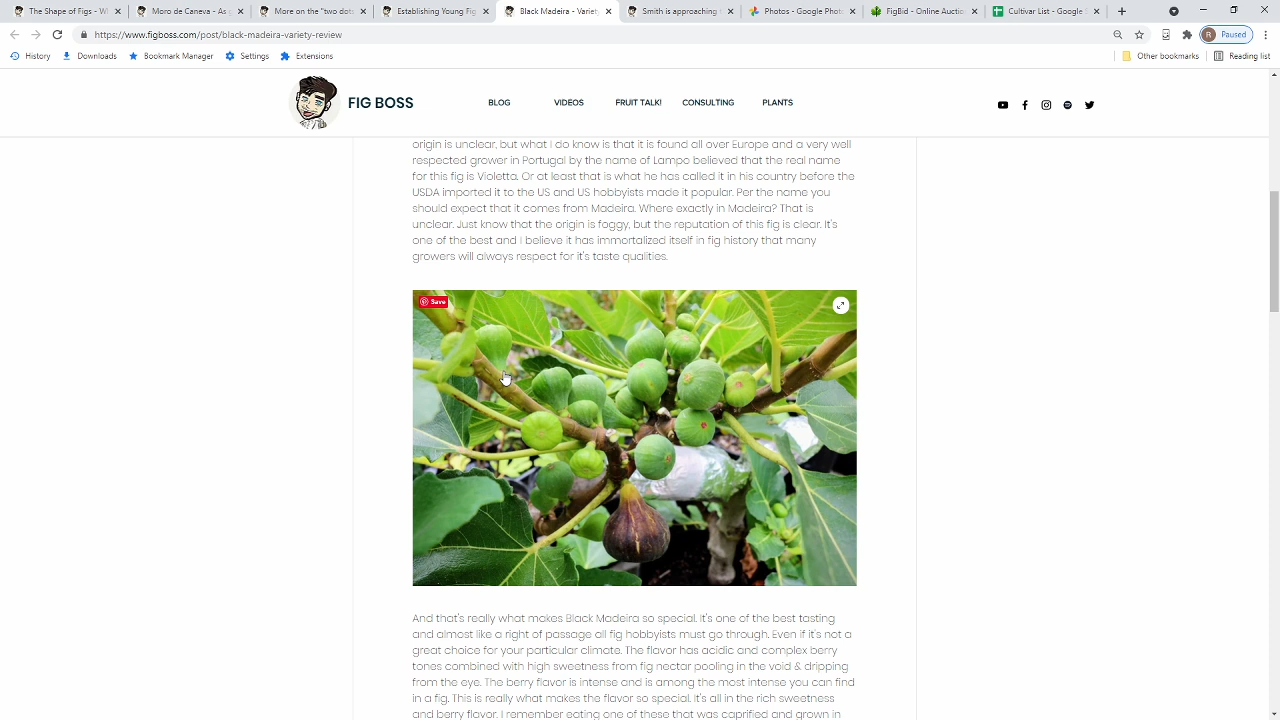 The Shape of Figs - W
Moro de Caneva - As g
More on the "two dots
Establishing Young Fig
Black Madeira - Variety
Smith is approaching t
Photos - Google Photo
FigBid - Online Auctio
Cultivar List - Google S
https://www.figboss.com/post/black-madeira-variety-review
R Paused
History
Downloads
Bookmark Manager
Settings
Extensions
Other bookmarks
Reading list
FIG BOSS
BLOG
VIDEOS
FRUIT TALK!
CONSULTING
PLANTS
origin is unclear, but what I do know is that it is found all over Europe and a very well
respected grower in Portugal by the name of Lampo believed that the real name
for this fig is Violetta. Or at least that is what he has called it in his country before the
USDA imported it to the US and US hobbyists made it popular. Per the name you
should expect that it comes from Madeira. Where exactly in Madeira? That is
unclear. Just know that the origin is foggy, but the reputation of this fig is clear. It's
one of the best and I believe it has immortalized itself in fig history that many
growers will always respect for it's taste qualities.
Save
And that's really what makes Black Madeira so special. It's one of the best tasting
and almost like a right of passage all fig hobbyists must go through. Even if it's not a
great choice for your particular climate. The flavor has acidic and complex berry
tones combined with high sweetness from fig nectar pooling in the void & dripping
from the eye. The berry flavor is intense and is among the most intense you can find
in a fig. This is really what makes the flavor so special. It's all in the rich sweetness
and berry flavor. I remember eating one of these that was caprified and grown in